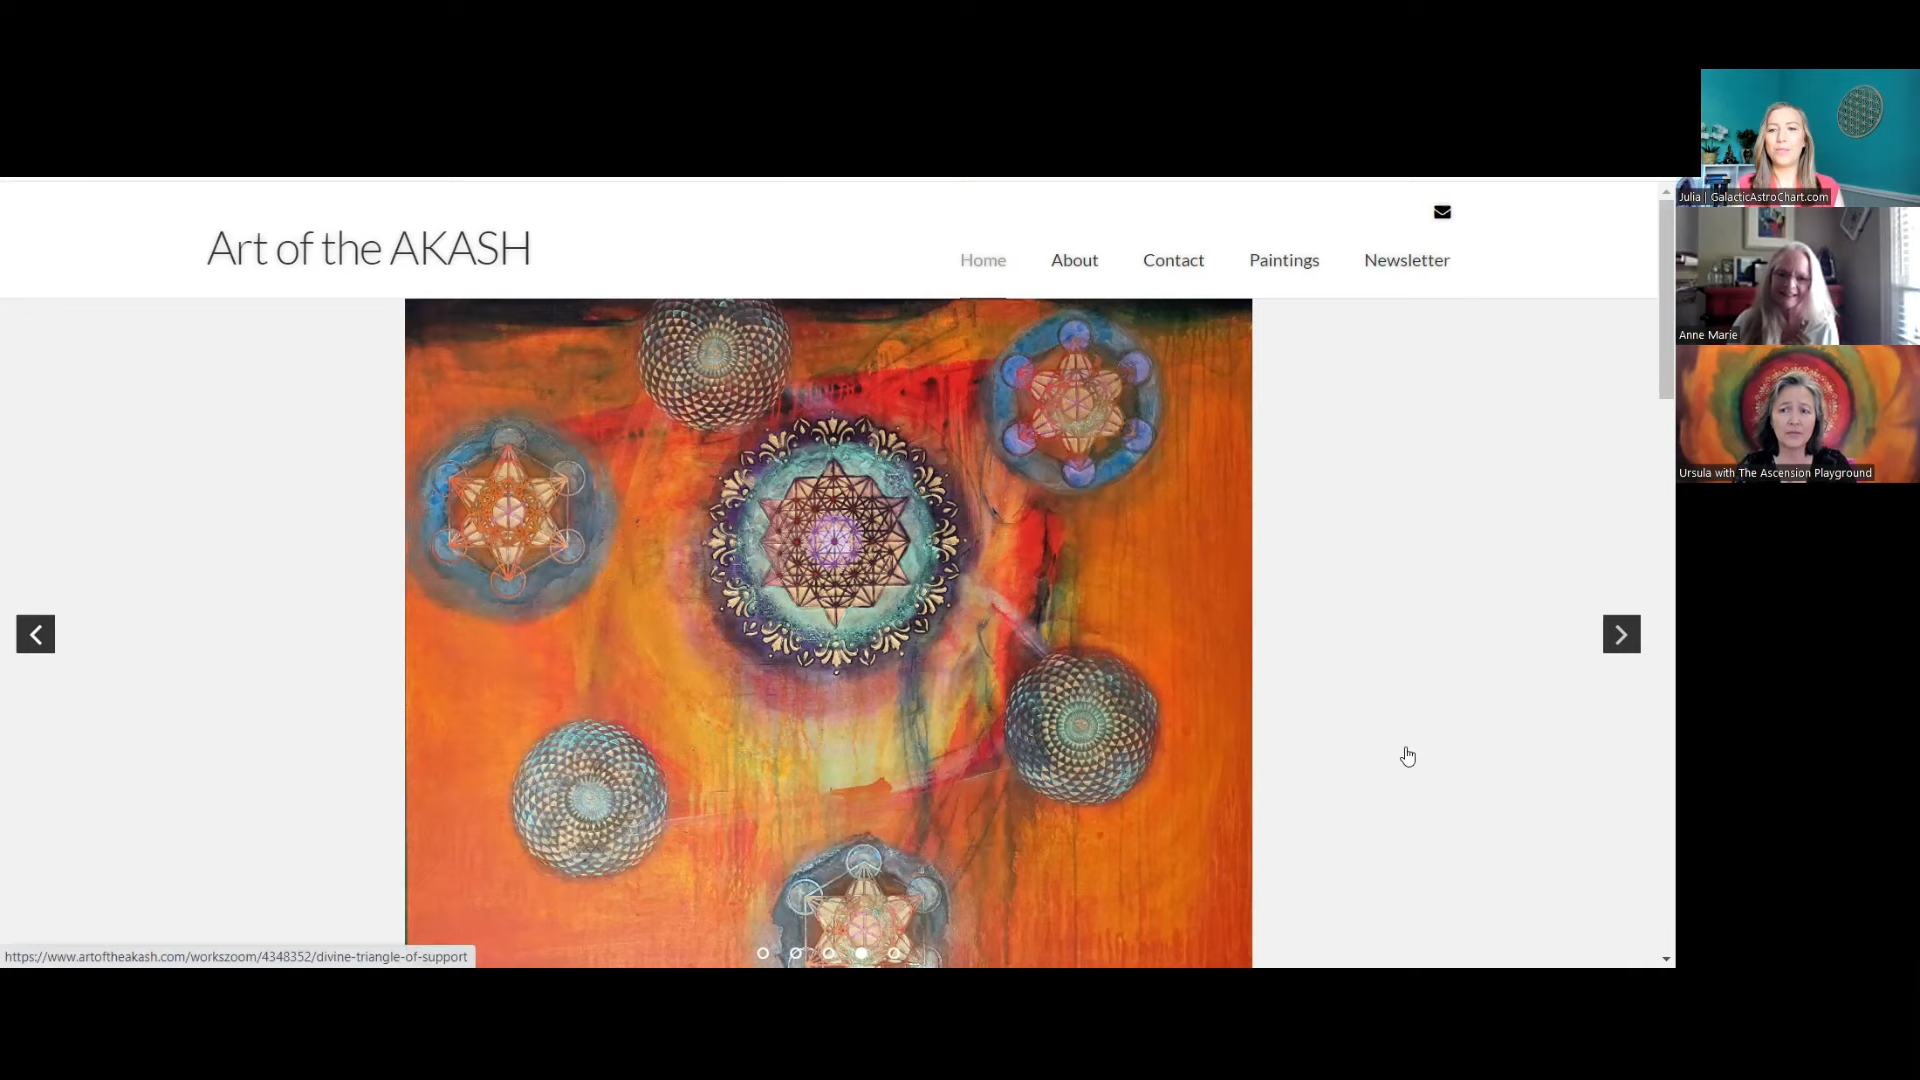 Art of the AKASH
Home About Contact Paintings Newsletter
Julia | GalacticAstroChart.com
Anne Marie
Ursula with The Ascension Playground
https://www.artoftheakash.com/workszoom/4348352/divine-triangle-of-support